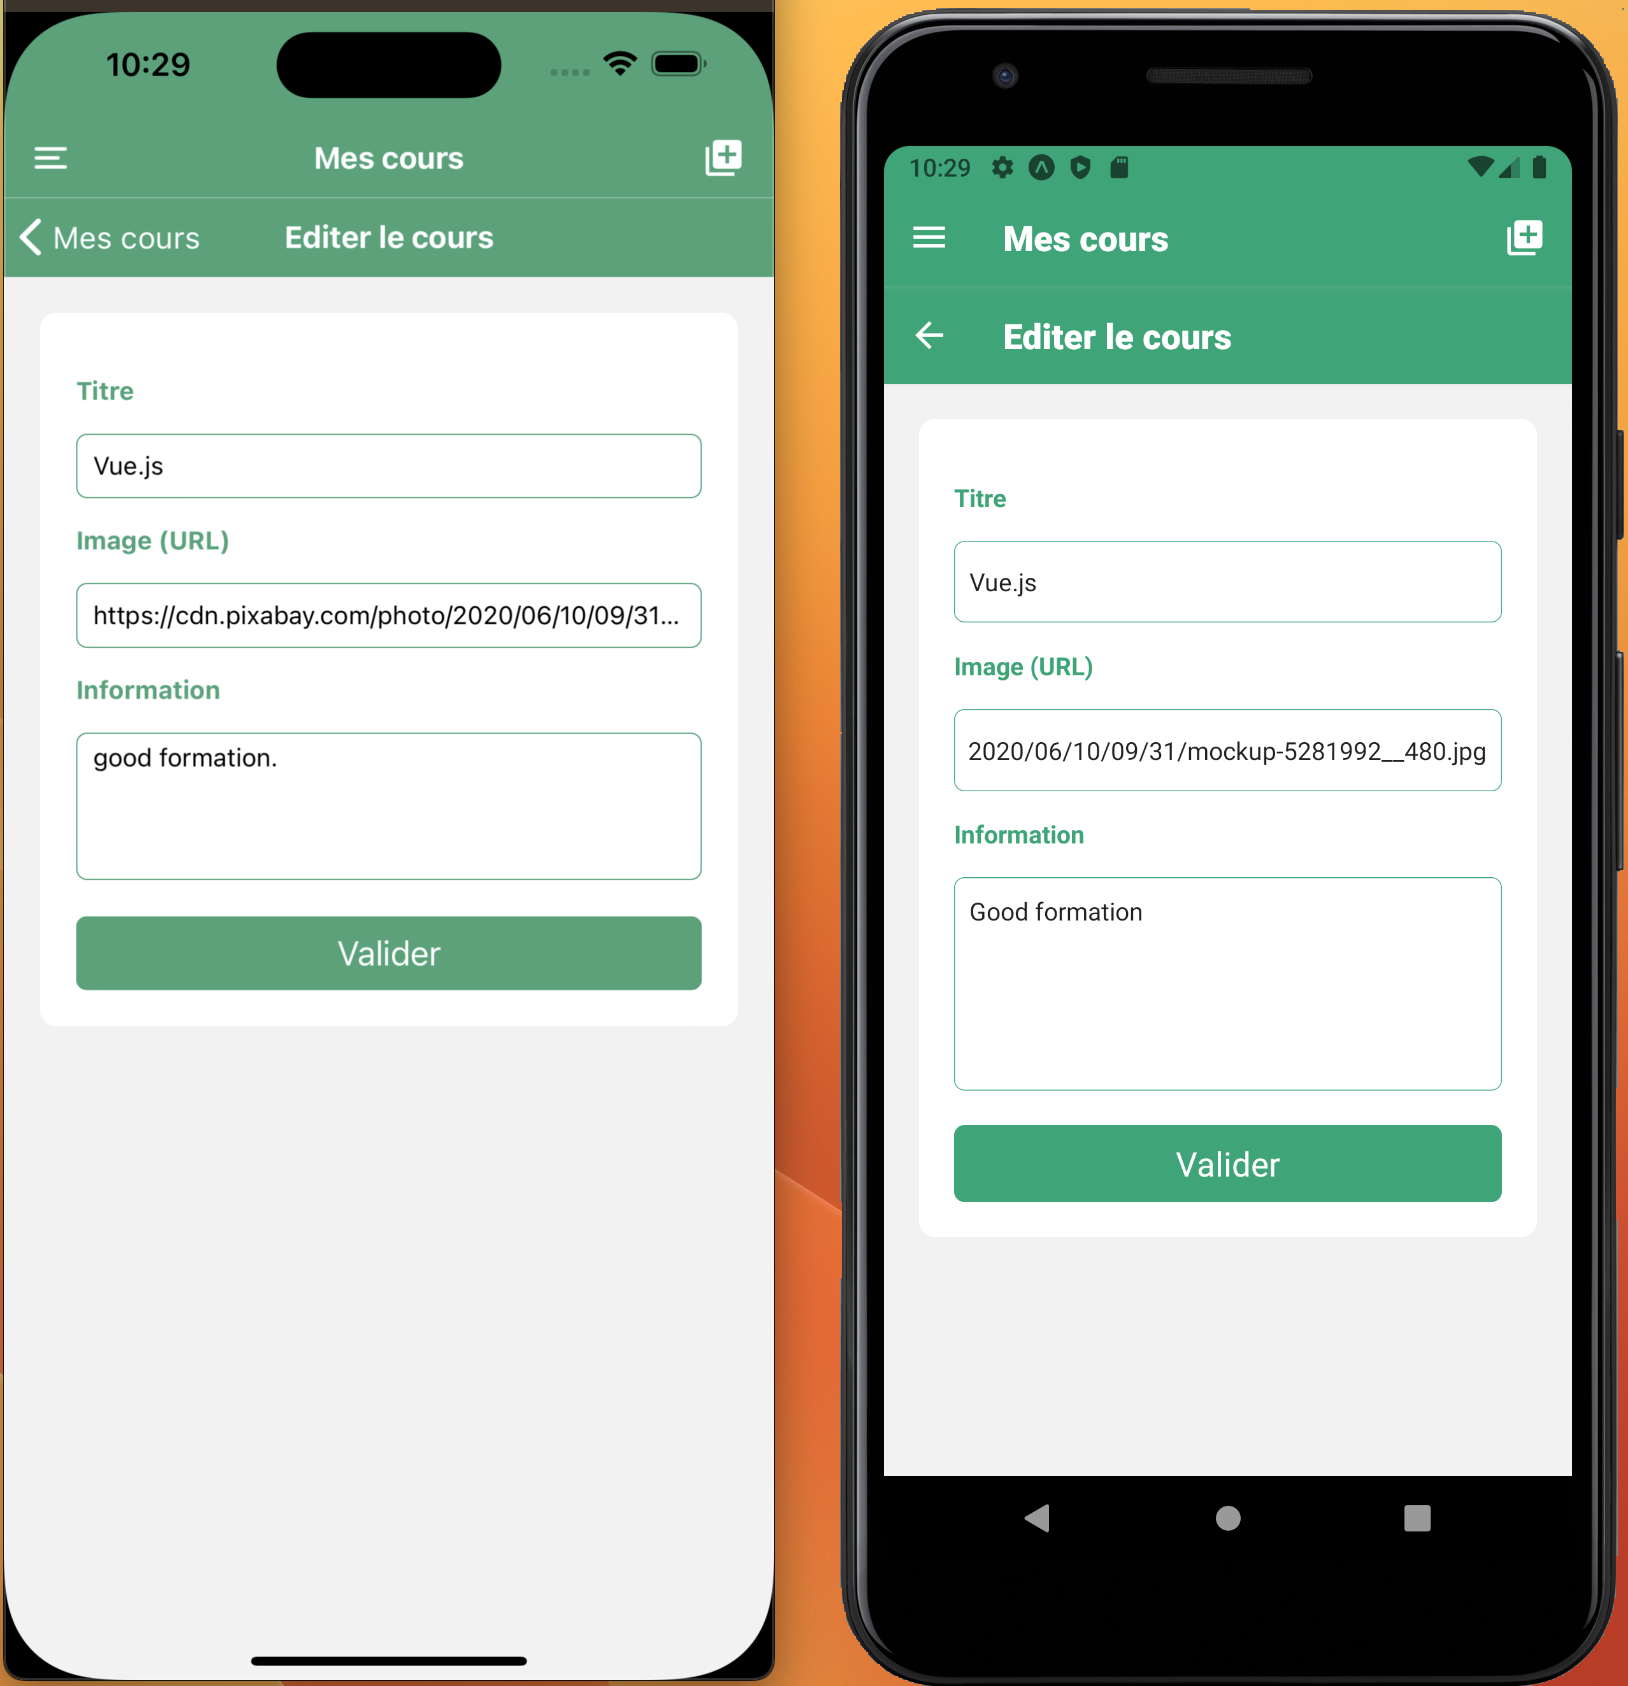 10:29
Mes cours
Mes cours
Editer le cours
Titre
Vue.js
Image (URL)
https://cdn.pixabay.com/photo/2020/06/10/09/31...
Information
good formation.
Valider
10:29
Mes cours
Editer le cours
Titre
Vue.js
Image (URL)
2020/06/10/09/31/mockup-5281992__480.jpg
Information
Good formation
Valider